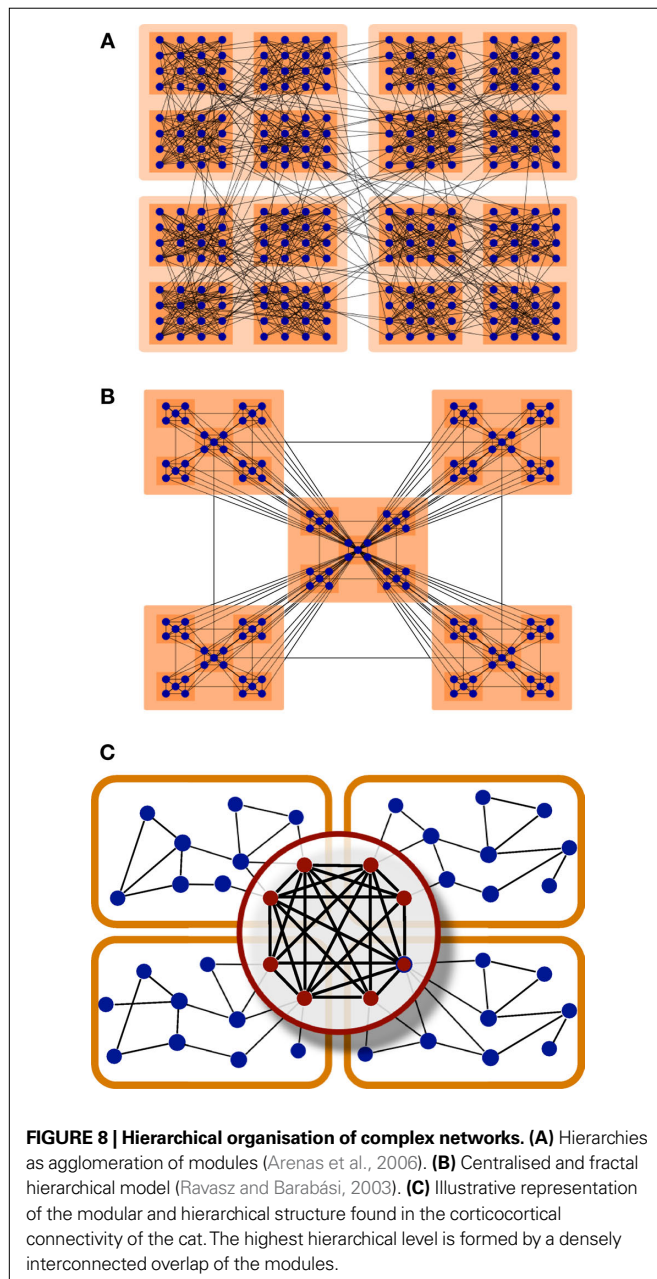 A
B
C
FIGURE 8 | Hierarchical organisation of complex networks. (A) Hierarchies
as agglomeration of modules (Arenas et al., 2006). (B) Centralised and fractal
hierarchical model (Ravasz and Barabási, 2003). (C) Illustrative representation
of the modular and hierarchical structure found in the corticocortical
connectivity of the cat. The highest hierarchical level is formed by a densely
interconnected overlap of the modules.